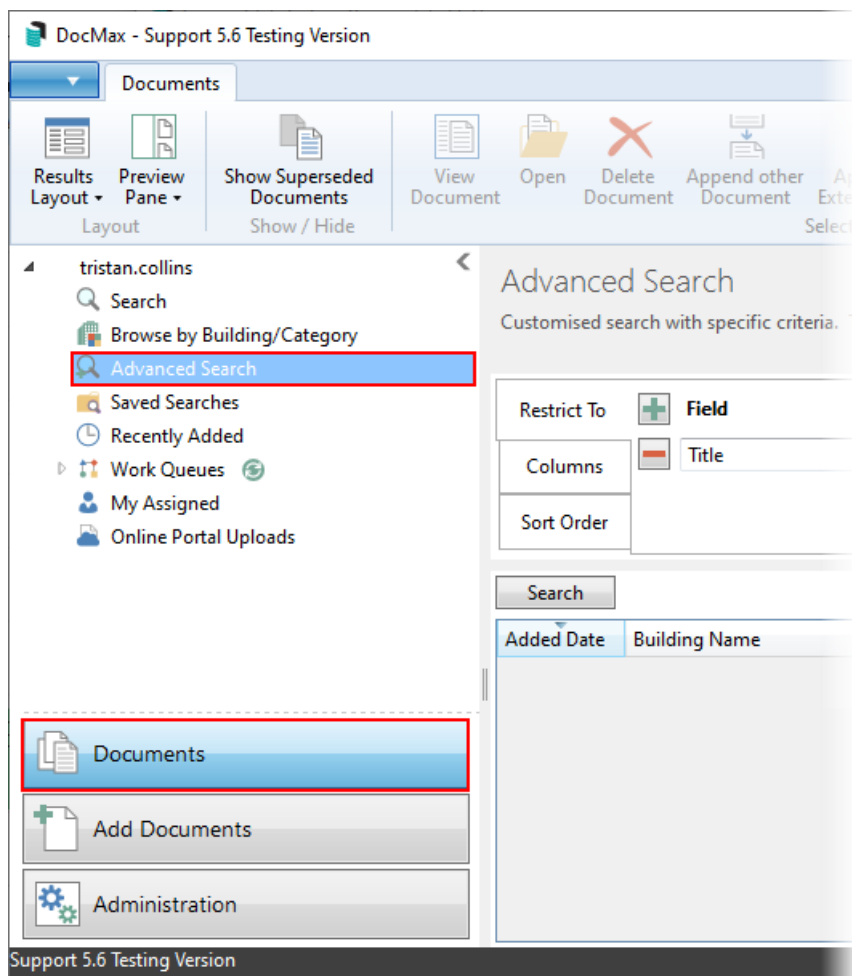 DocMax - Support 5.6 Testing Version
Documents
Results Layout
Preview Pane
Show Superseded Documents
View Document
Open
Delete Document
Append other Document
Layout
Show / Hide
tristan.collins
Search
Browse by Building/Category
Advanced Search
Saved Searches
Recently Added
Work Queues
My Assigned
Online Portal Uploads
Advanced Search
Customised search with specific criteria.
Restrict To
Field
Columns
Title
Sort Order
Search
Added Date Building Name
Documents
Add Documents
Administration
Support 5.6 Testing Version